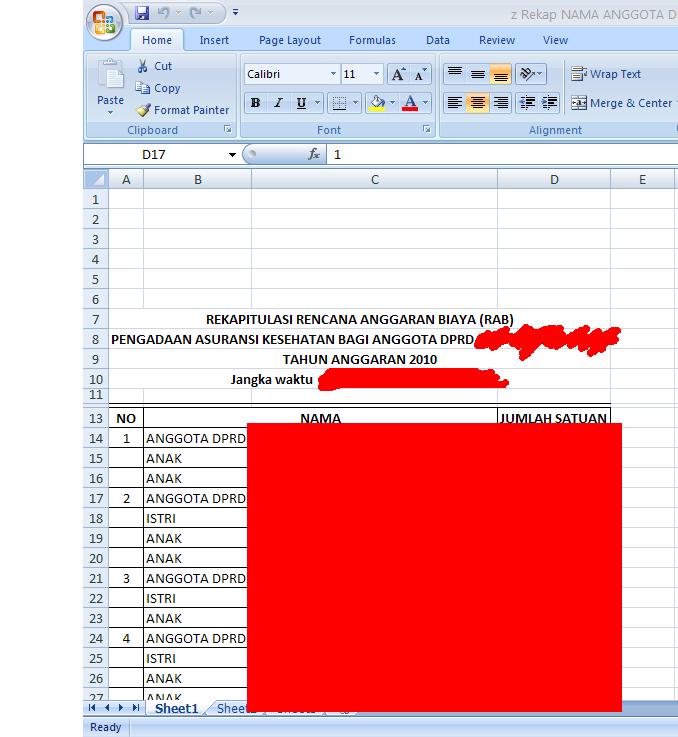 z Rekap NAMA ANGGOTA D
Home Insert Page Layout Formulas Data Review View
Cut
Copy
Paste Format Painter
Calibri 11
B I U A
Wrap Text
Merge & Center
Clipboard Font Alignment
D17 fx 1
A B C D E
1
2
3
4
5
6
7 REKAPITULASI RENCANA ANGGARAN BIAYA (RAB)
8 PENGADAAN ASURANSI KESEHATAN BAGI ANGGOTA DPRD
9 TAHUN ANGGARAN 2010
10 Jangka waktu
11
13 NO NAMA JUMLAH SATUAN
14 1 ANGGOTA DPRD
15 ANAK
16 ANAK
17 2 ANGGOTA DPRD
18 ISTRI
19 ANAK
20 ANAK
21 3 ANGGOTA DPRD
22 ISTRI
23 ANAK
24 4 ANGGOTA DPRD
25 ISTRI
26 ANAK
27 ANAK
Sheet1
Ready